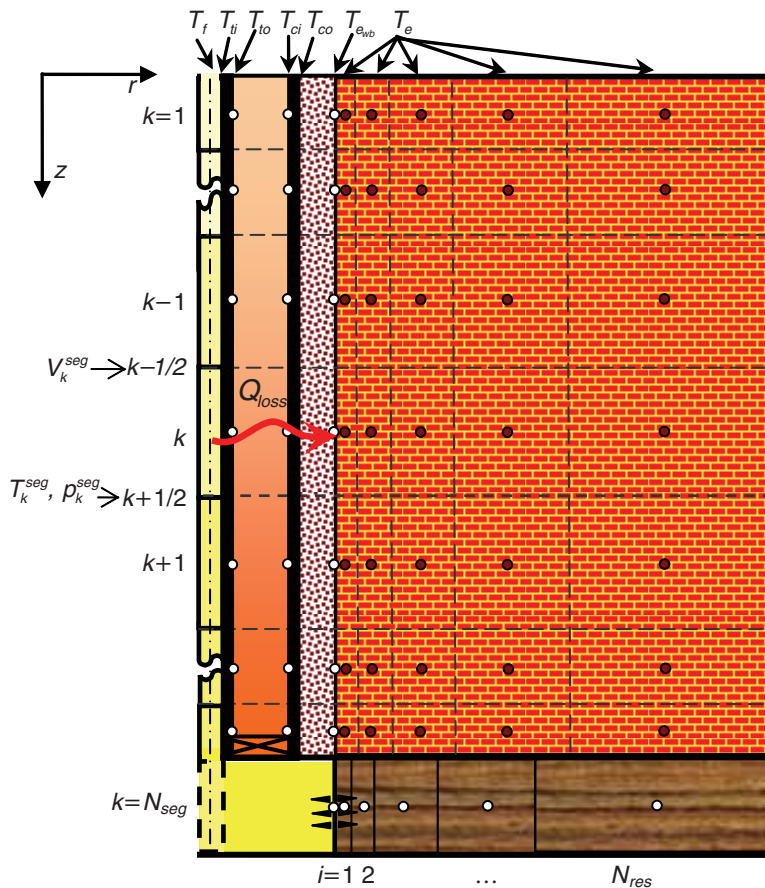 T_f T_ti T_to T_ci T_co T_e_wb T_e
r
z
k=1
k−1
V_k^seg k−1/2
Q_loss
k
T_k^seg, p_k^seg k+1/2
k+1
k=N_seg
i=1 2 ... N_res